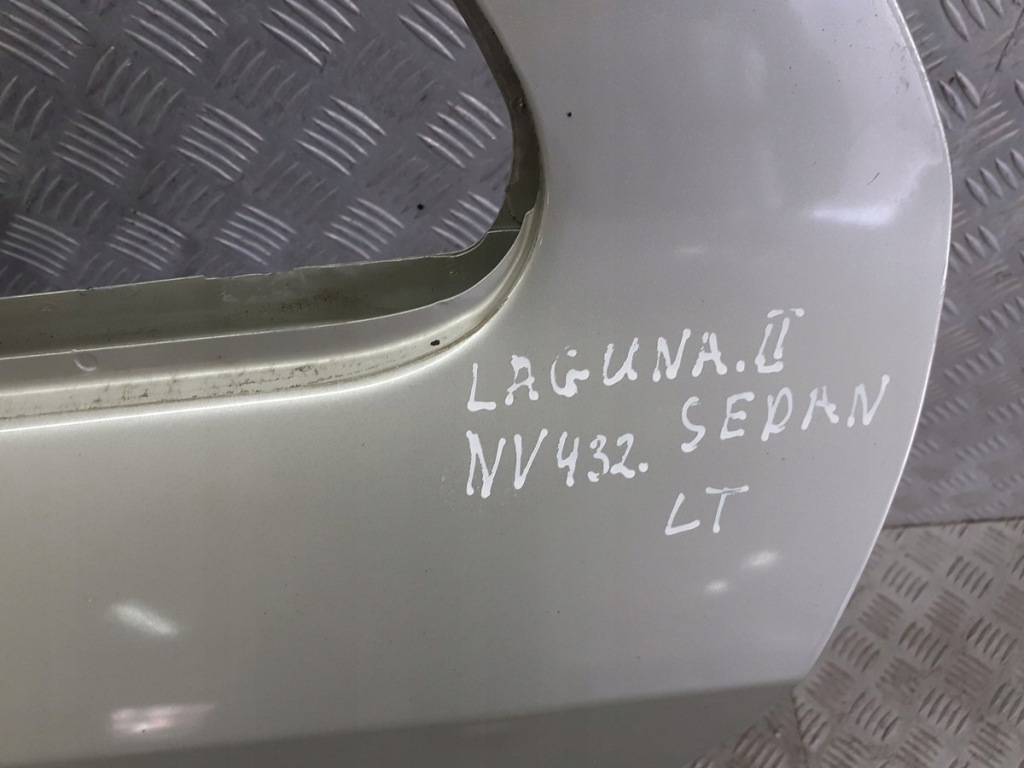 LAGUNA.II
NV432. SEDAN
LT